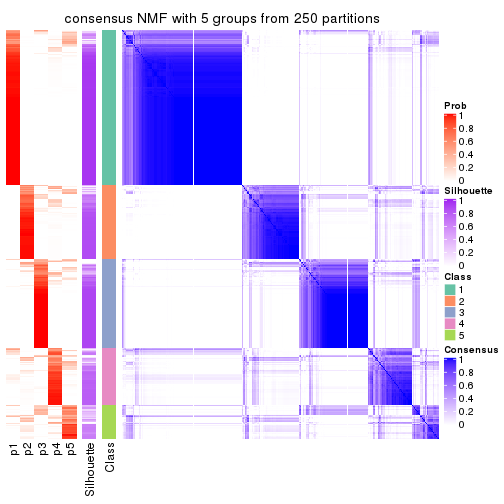 consensus NMF with 5 groups from 250 partitions
Prob
1
0.8
0.6
0.4
0.2
0
Silhouette
1
0.8
0.6
0.4
0.2
0
Class
1
2
3
4
5
Consensus
1
0.8
0.6
0.4
0.2
0
p1
p2
p3
p4
p5
Silhouette
Class